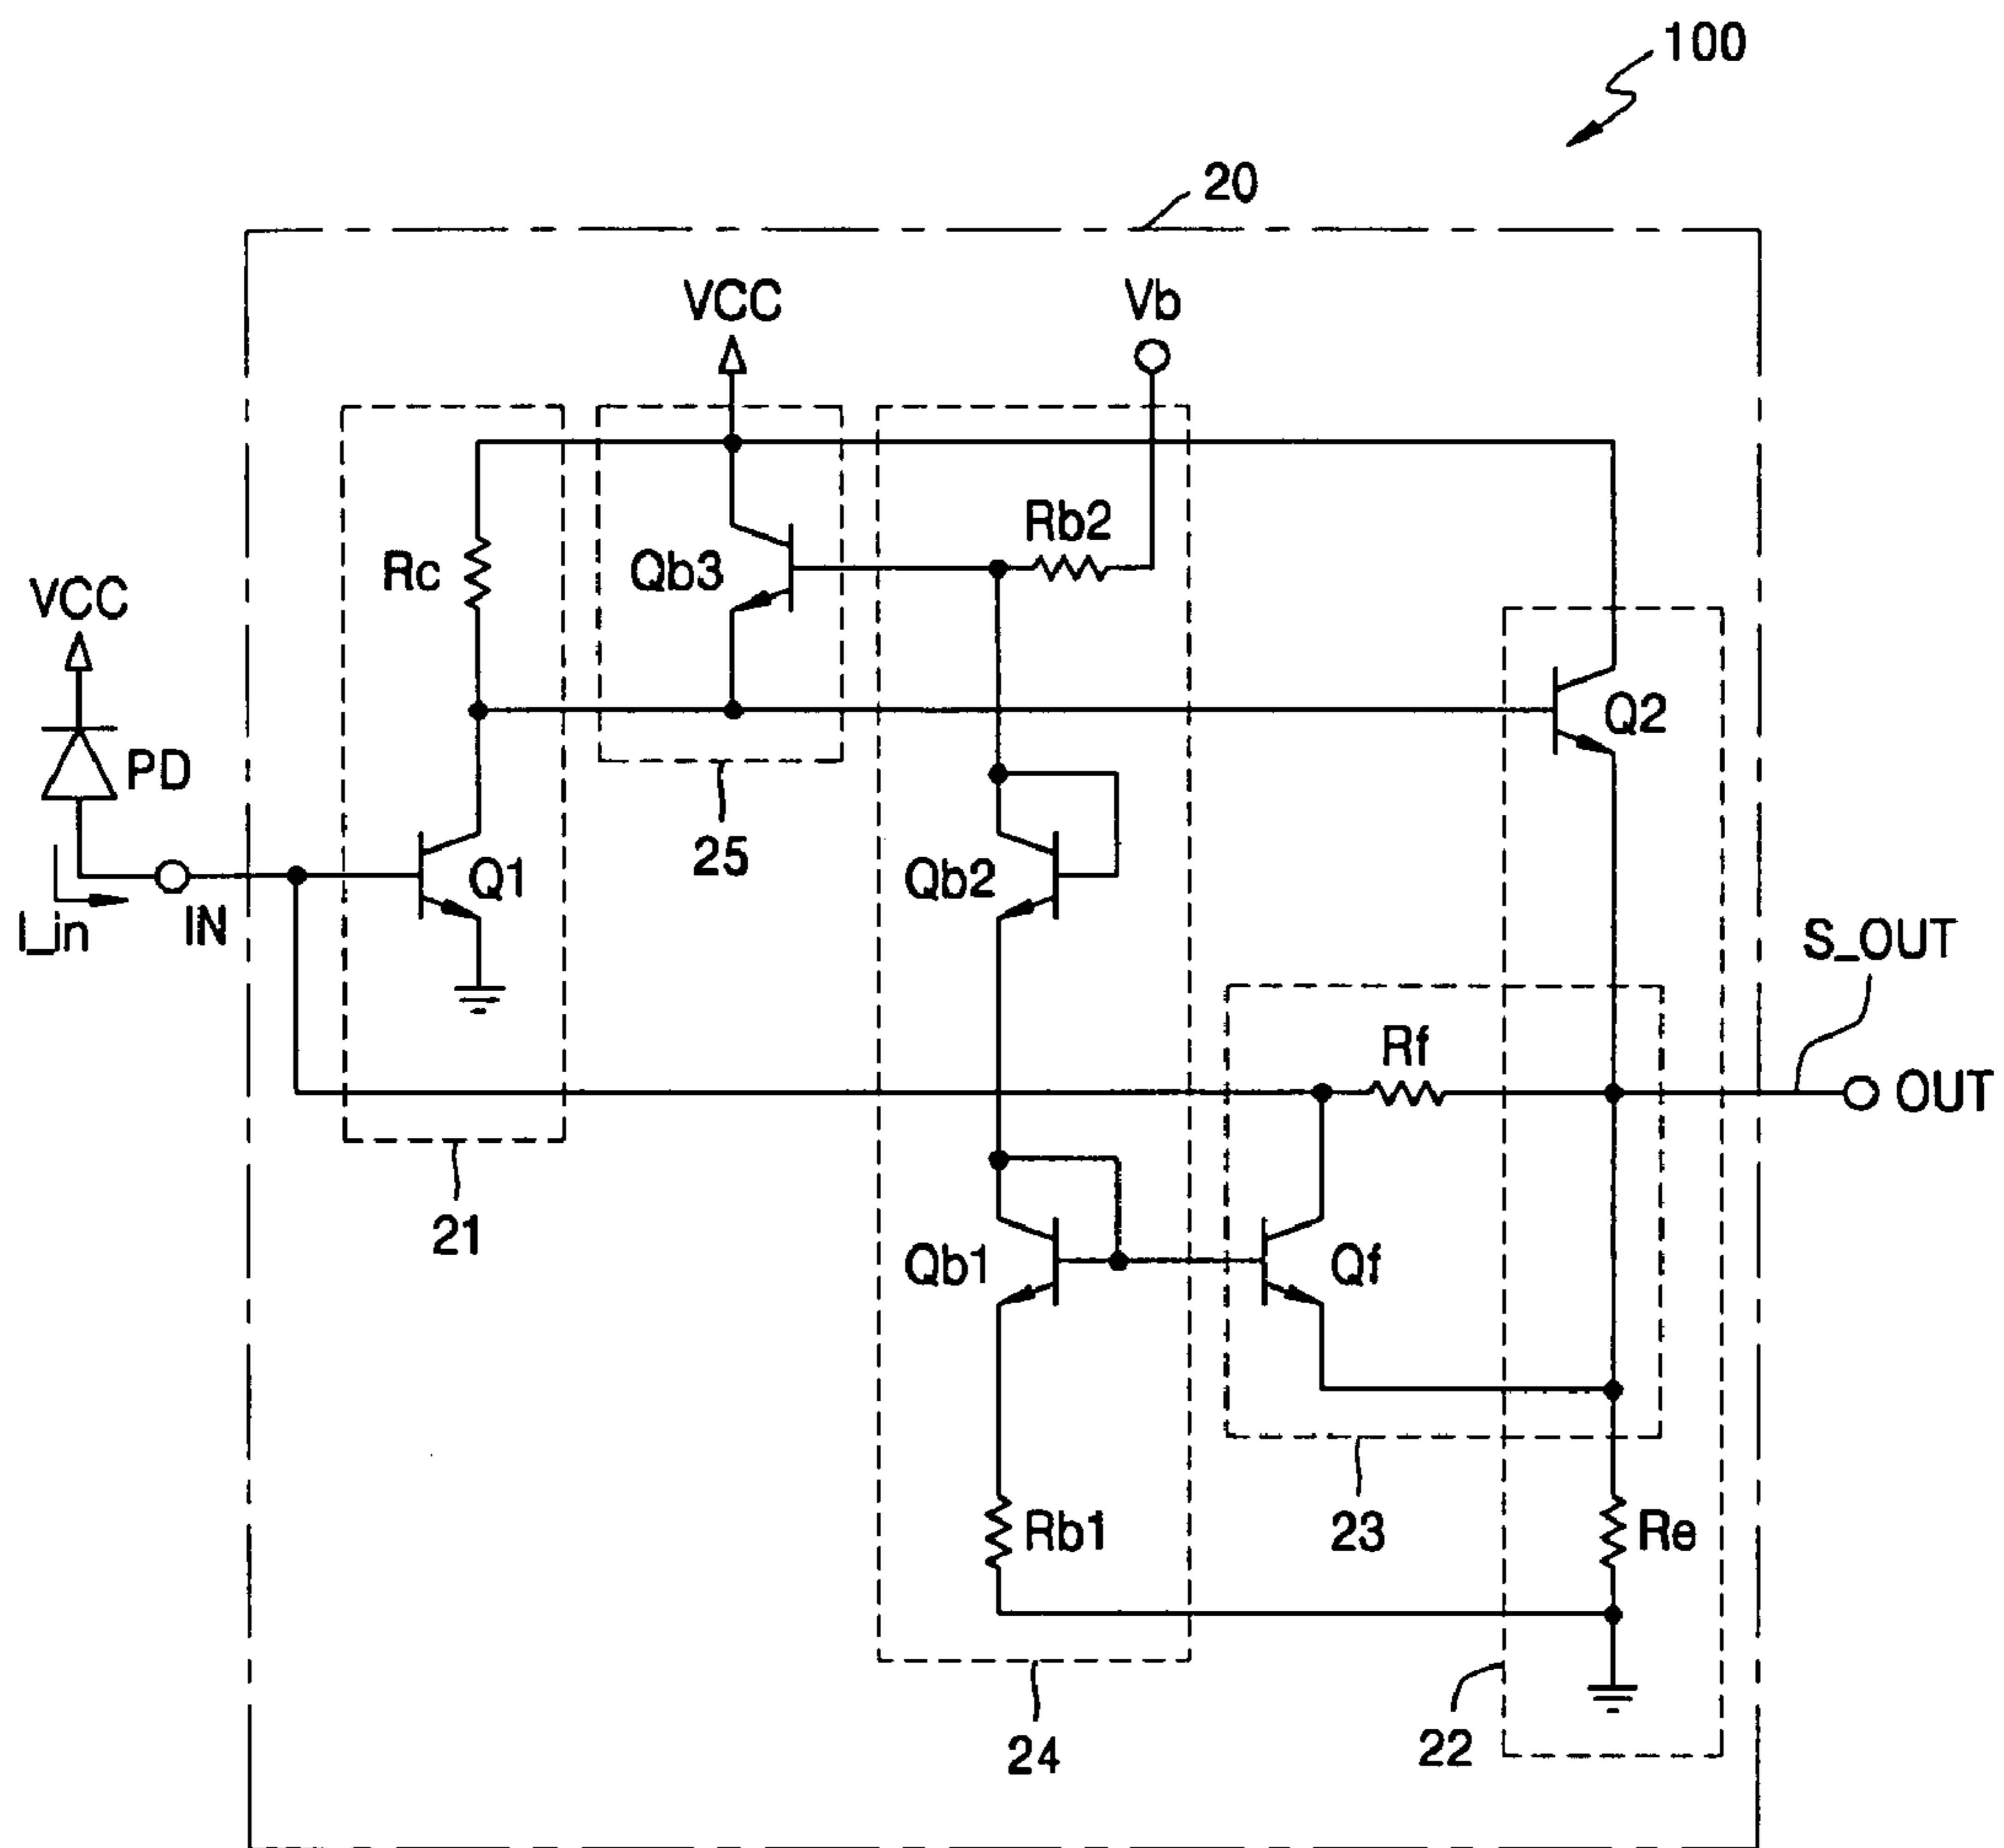 100
20
VCC
Vb
Rb2
Rc
Qb3
VCC
Q2
PD
25
Q1
Qb2
I_in
IN
S_OUT
Rf
OUT
21
Qb1
Qf
Rb1
23
Re
24
22